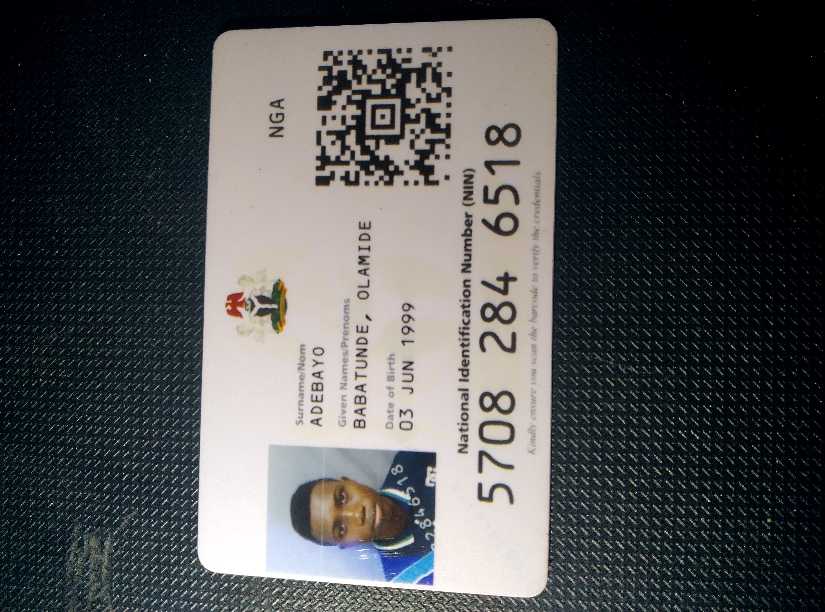 NGA
Surname/Nom
ADEBAYO
Given Names/Prenoms
BABATUNDE, OLAMIDE
Date of Birth
03 JUN 1999
2846518
National Identification Number (NIN)
5708 284 6518
Kindly ensure you scan the barcode to verify the credentials